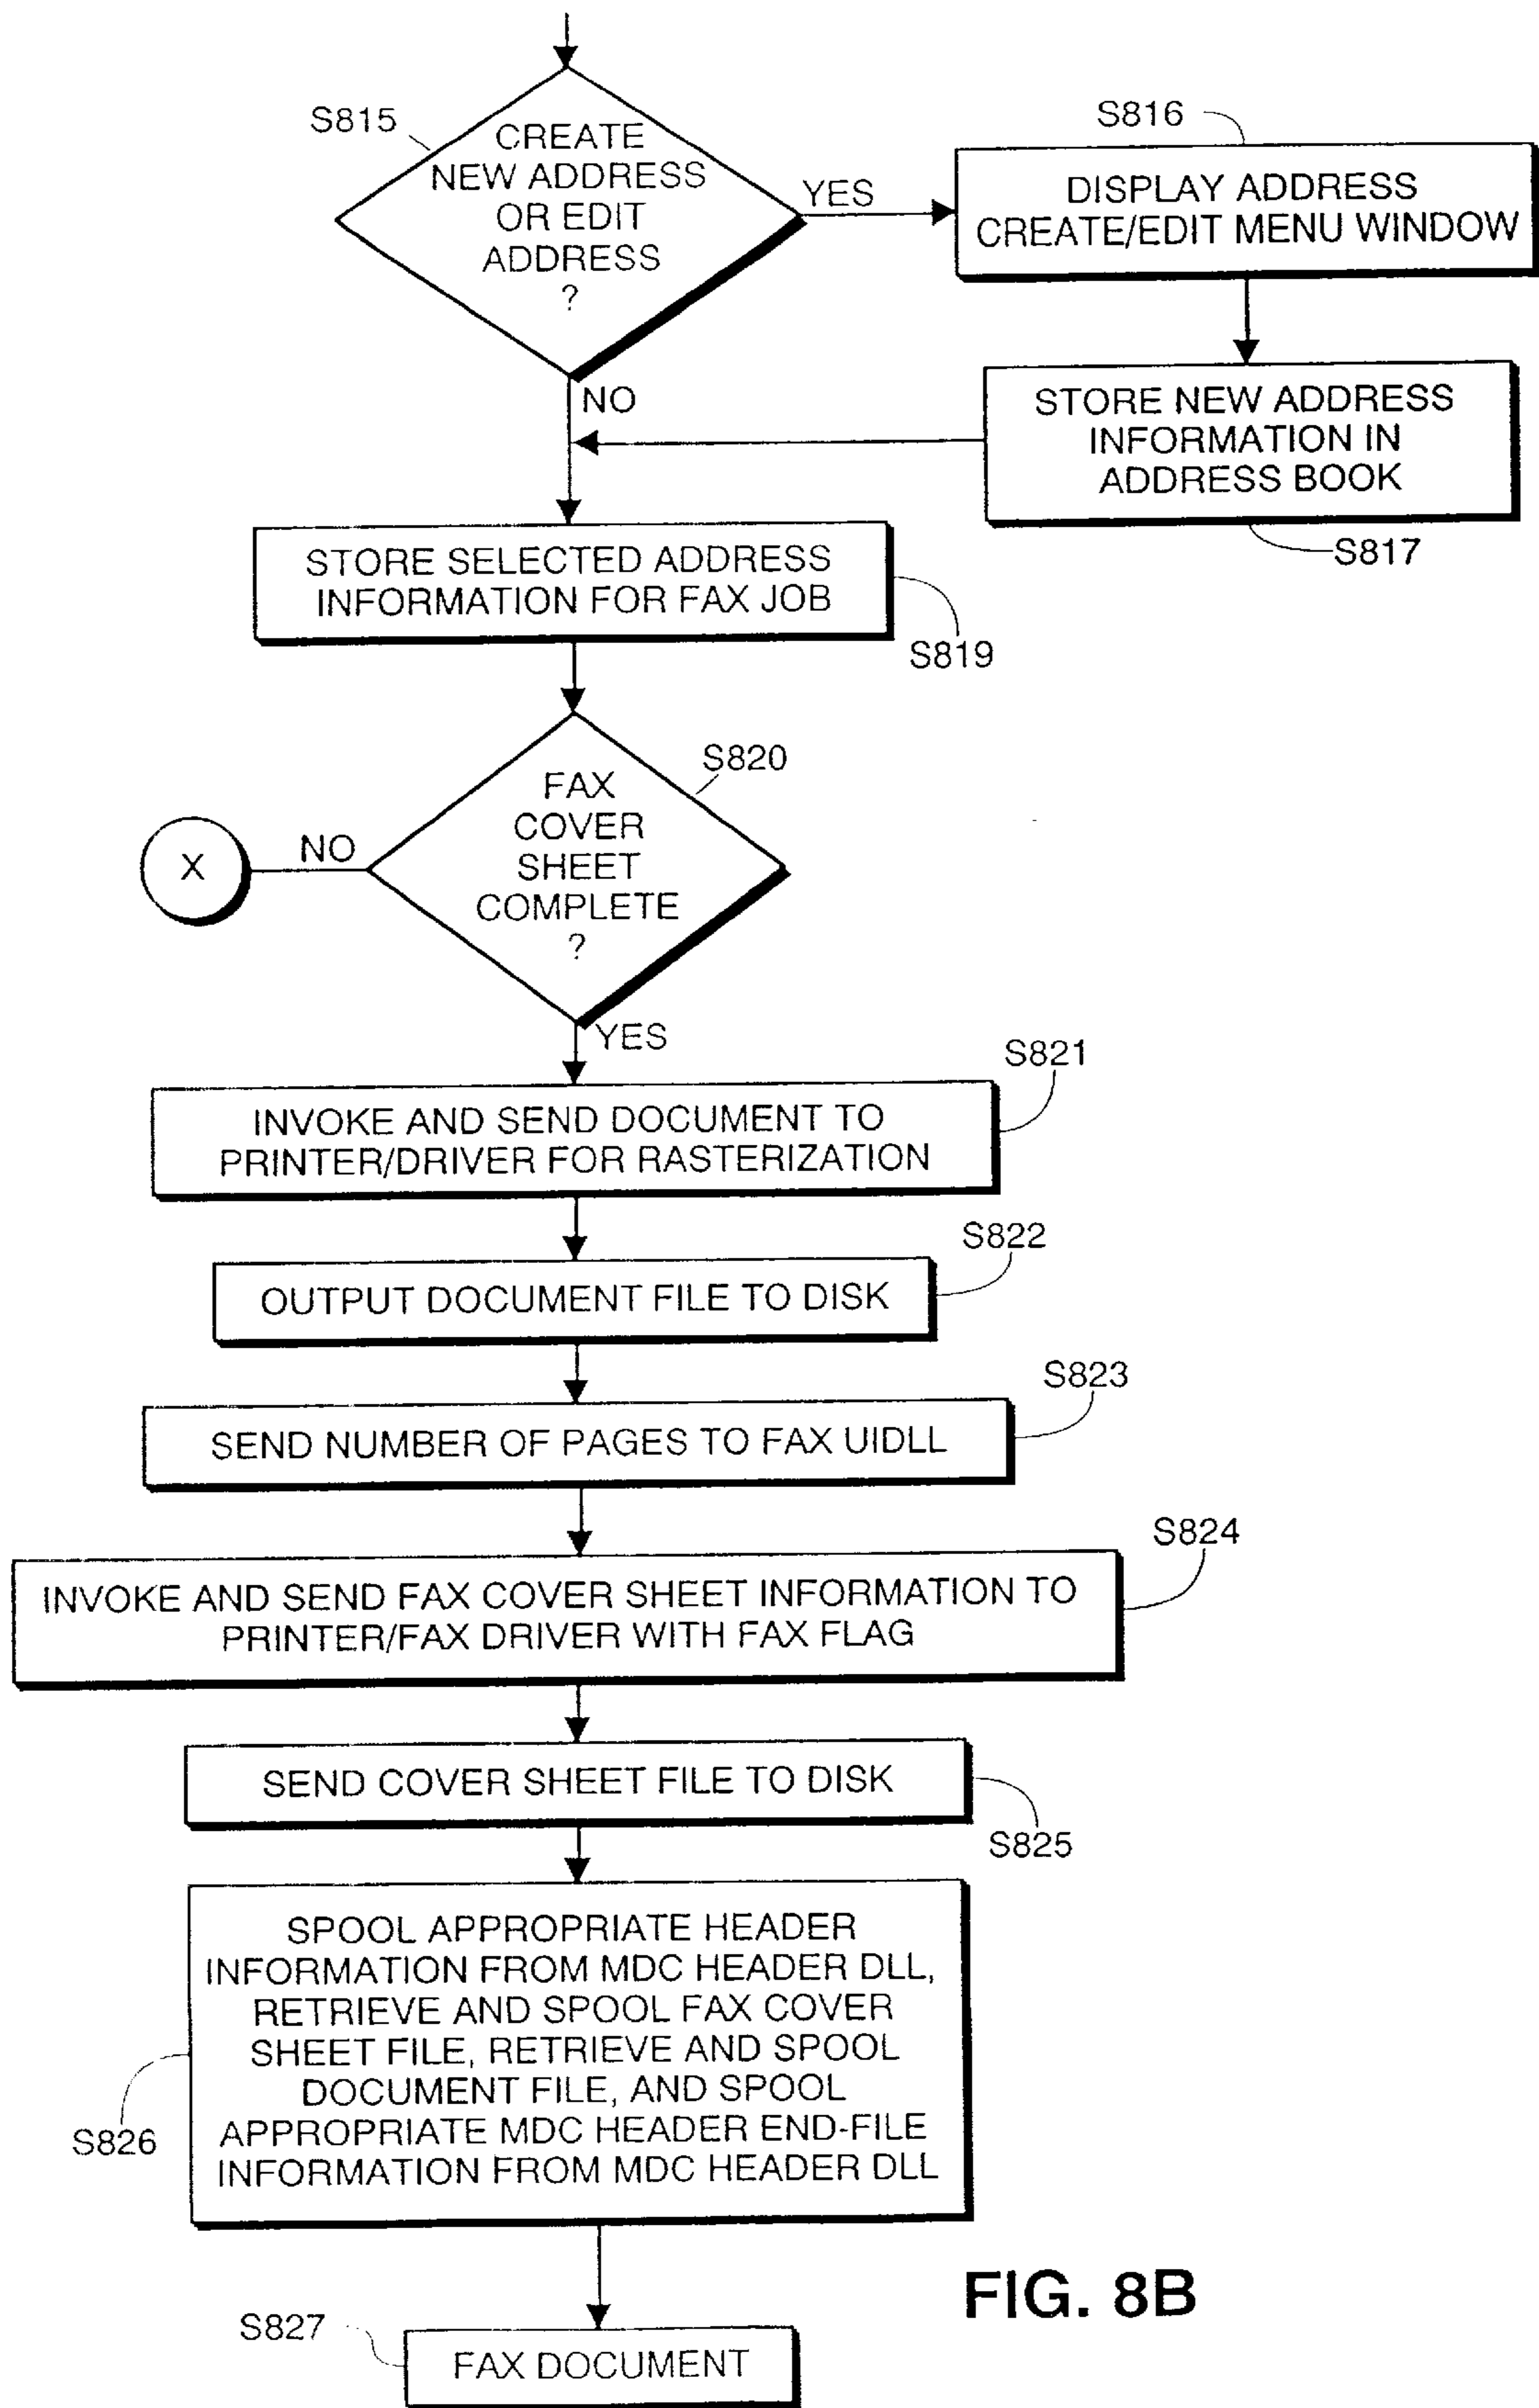 S815
CREATE
NEW ADDRESS
OR EDIT
ADDRESS
?
YES
S816
DISPLAY ADDRESS
CREATE/EDIT MENU WINDOW
NO
STORE NEW ADDRESS
INFORMATION IN
ADDRESS BOOK
S817
STORE SELECTED ADDRESS
INFORMATION FOR FAX JOB
S819
S820
FAX
COVER
SHEET
COMPLETE
?
NO
X
YES
S821
INVOKE AND SEND DOCUMENT TO
PRINTER/DRIVER FOR RASTERIZATION
S822
OUTPUT DOCUMENT FILE TO DISK
S823
SEND NUMBER OF PAGES TO FAX UIDLL
S824
INVOKE AND SEND FAX COVER SHEET INFORMATION TO
PRINTER/FAX DRIVER WITH FAX FLAG
SEND COVER SHEET FILE TO DISK
S825
SPOOL APPROPRIATE HEADER
INFORMATION FROM MDC HEADER DLL,
RETRIEVE AND SPOOL FAX COVER
SHEET FILE, RETRIEVE AND SPOOL
DOCUMENT FILE, AND SPOOL
APPROPRIATE MDC HEADER END-FILE
INFORMATION FROM MDC HEADER DLL
S826
FIG. 8B
S827
FAX DOCUMENT